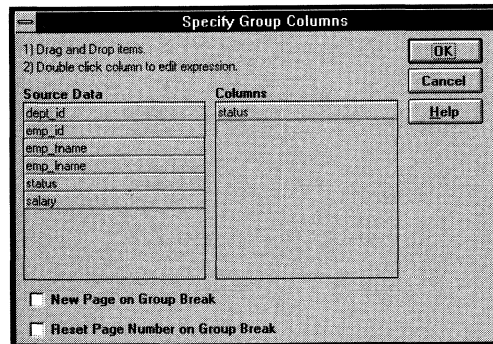 Specify Group Columns
1) Drag and Drop items.
2) Double click column to edit expression.
OK
Cancel
Help
Source Data
Columns
dept_id
emp_id
emp_fname
emp_lname
status
salary
status
New Page on Group Break
Reset Page Number on Group Break